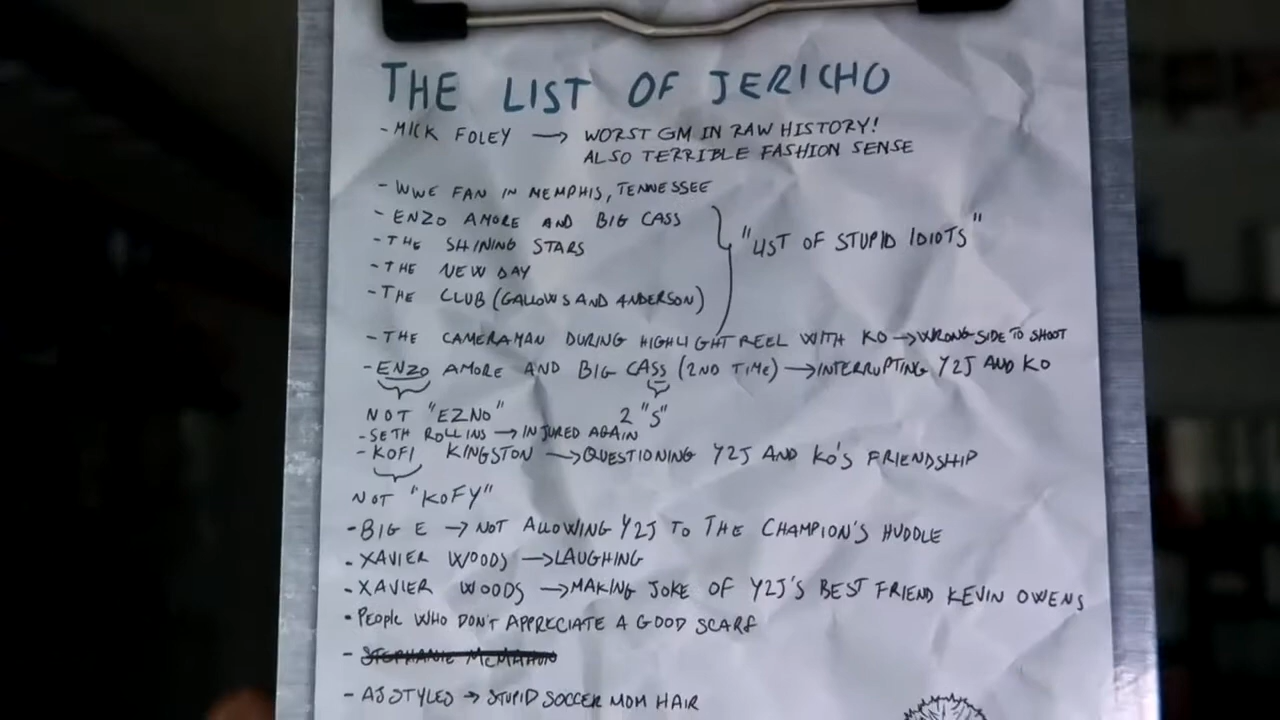 THE LIST OF JERICHO
- MICK FOLEY → WORST GM IN RAW HISTORY!
ALSO TERRIBLE FASHION SENSE
- WWE FAN IN MEMPHIS, TENNESSEE
- ENZO AMORE AND BIG CASS
- THE SHINING STARS
"LIST OF STUPID IDIOTS"
- THE NEW DAY
- THE CLUB (GALLOWS AND ANDERSON)
- THE CAMERAMAN DURING HIGHLIGHT REEL WITH KO → WRONG SIDE TO SHOOT
- ENZO AMORE AND BIG CASS (2ND TIME) → INTERRUPTING Y2J AND KO
NOT "EZNO" 2 "S"
- SETH ROLLINS → INJURED AGAIN
- KOFI KINGSTON → QUESTIONING Y2J AND KO'S FRIENDSHIP
NOT "KOFY"
- BIG E → NOT ALLOWING Y2J TO THE CHAMPION'S HUDDLE
- XAVIER WOODS → LAUGHING
- XAVIER WOODS → MAKING JOKE OF Y2J'S BEST FRIEND KEVIN OWENS
• PEOPLE WHO DON'T APPRECIATE A GOOD SCARF
- STEPHANIE MCMAHON
- AJ STYLES → STUPID SOCCER MOM HAIR